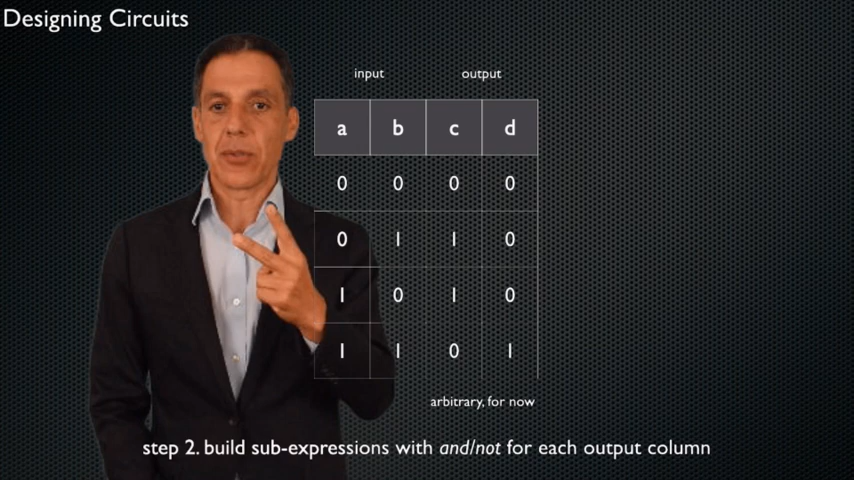 Designing Circuits
input output
a b c d
0 0 0 0
0 1 1 0
1 0 1 0
1 1 0 1
arbitrary, for now
step 2. build sub-expressions with and/not for each output column